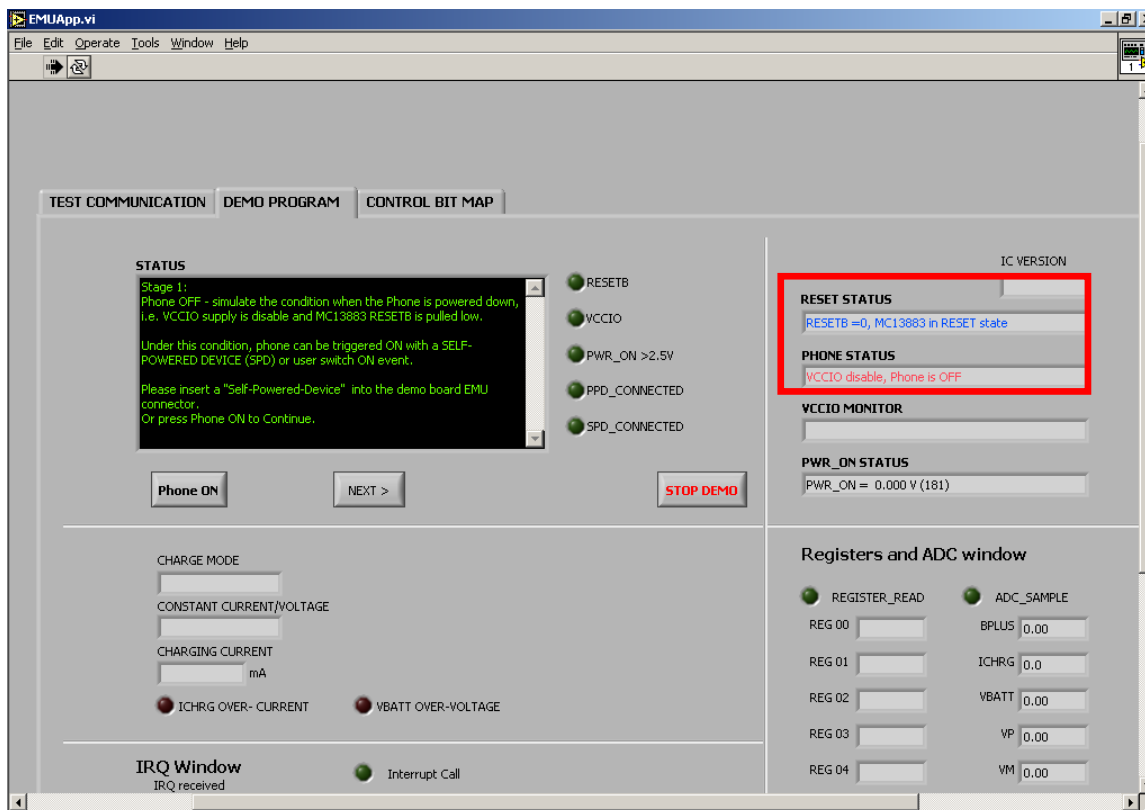 EMUApp.vi
File Edit Operate Tools Window Help
1
TEST COMMUNICATION DEMO PROGRAM CONTROL BIT MAP
STATUS
Stage 1:
Phone OFF - simulate the condition when the Phone is powered down,
i.e. VCCIO supply is disable and MC13883 RESETB is pulled low.
Under this condition, phone can be triggered ON with a SELF-
POWERED DEVICE (SPD) or user switch ON event.
Please insert a "Self-Powered-Device" into the demo board EMU
connector.
Or press Phone ON to Continue.
RESETB
VCCIO
PWR_ON >2.5V
PPD_CONNECTED
SPD_CONNECTED
Phone ON NEXT > STOP DEMO
IC VERSION
RESET STATUS
RESETB =0, MC13883 in RESET state
PHONE STATUS
VCCIO disable, Phone is OFF
VCCIO MONITOR
PWR_ON STATUS
PWR_ON = 0.000 V (181)
CHARGE MODE
CONSTANT CURRENT/VOLTAGE
CHARGING CURRENT
mA
ICHRG OVER- CURRENT VBATT OVER-VOLTAGE
Registers and ADC window
REGISTER_READ ADC_SAMPLE
REG 00 BPLUS 0.00
REG 01 ICHRG 0.0
REG 02 VBATT 0.00
REG 03 VP 0.00
REG 04 VM 0.00
IRQ Window Interrupt Call
IRQ received